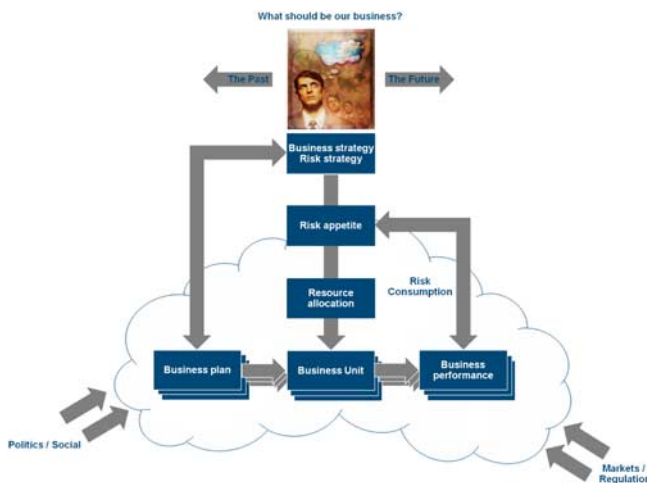 What should be our business?
The Past
The Future
Business strategy
Risk strategy
Risk appetite
Resource
allocation
Risk
Consumption
Business plan
Business Unit
Business
performance
Politics / Social
Markets /
Regulation